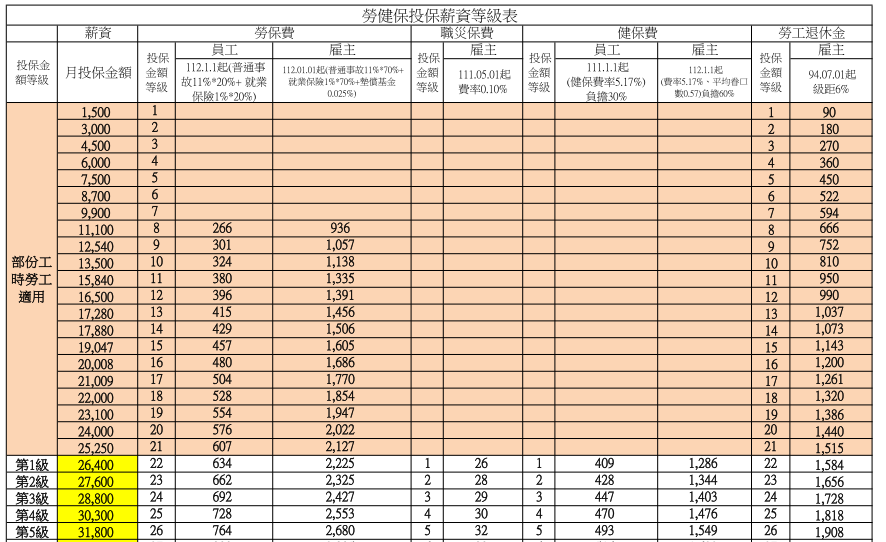 勞健保投保薪資等級表
薪資 勞保費 職災保費 健保費 勞工退休金
投保金額等級 月投保金額 投保金額等級 員工 雇主 投保金額等級 雇主 投保金額等級 員工 雇主 投保金額等級 雇主
112.1.1起(普通事故11%*20%+ 就業保險1%*20%) 112.01.01起(普通事故11%*70%+就業保險1%*70%+墊償基金0.025%) 111.05.01起費率0.10% 111.1.1起(健保費率5.17%)負擔30% 112.1.1起(費率5.17%、平均眷口數0.57)負擔60% 94.07.01起級距6%
部份工時勞工適用
1,500 1 1 90
3,000 2 2 180
4,500 3 3 270
6,000 4 4 360
7,500 5 5 450
8,700 6 6 522
9,900 7 7 594
11,100 8 266 936 8 666
12,540 9 301 1,057 9 752
13,500 10 324 1,138 10 810
15,840 11 380 1,335 11 950
16,500 12 396 1,391 12 990
17,280 13 415 1,456 13 1,037
17,880 14 429 1,506 14 1,073
19,047 15 457 1,605 15 1,143
20,008 16 480 1,686 16 1,200
21,009 17 504 1,770 17 1,261
22,000 18 528 1,854 18 1,320
23,100 19 554 1,947 19 1,386
24,000 20 576 2,022 20 1,440
25,250 21 607 2,127 21 1,515
第1級 26,400 22 634 2,225 1 26 1 409 1,286 22 1,584
第2級 27,600 23 662 2,325 2 28 2 428 1,344 23 1,656
第3級 28,800 24 692 2,427 3 29 3 447 1,403 24 1,728
第4級 30,300 25 728 2,553 4 30 4 470 1,476 25 1,818
第5級 31,800 26 764 2,680 5 32 5 493 1,549 26 1,908